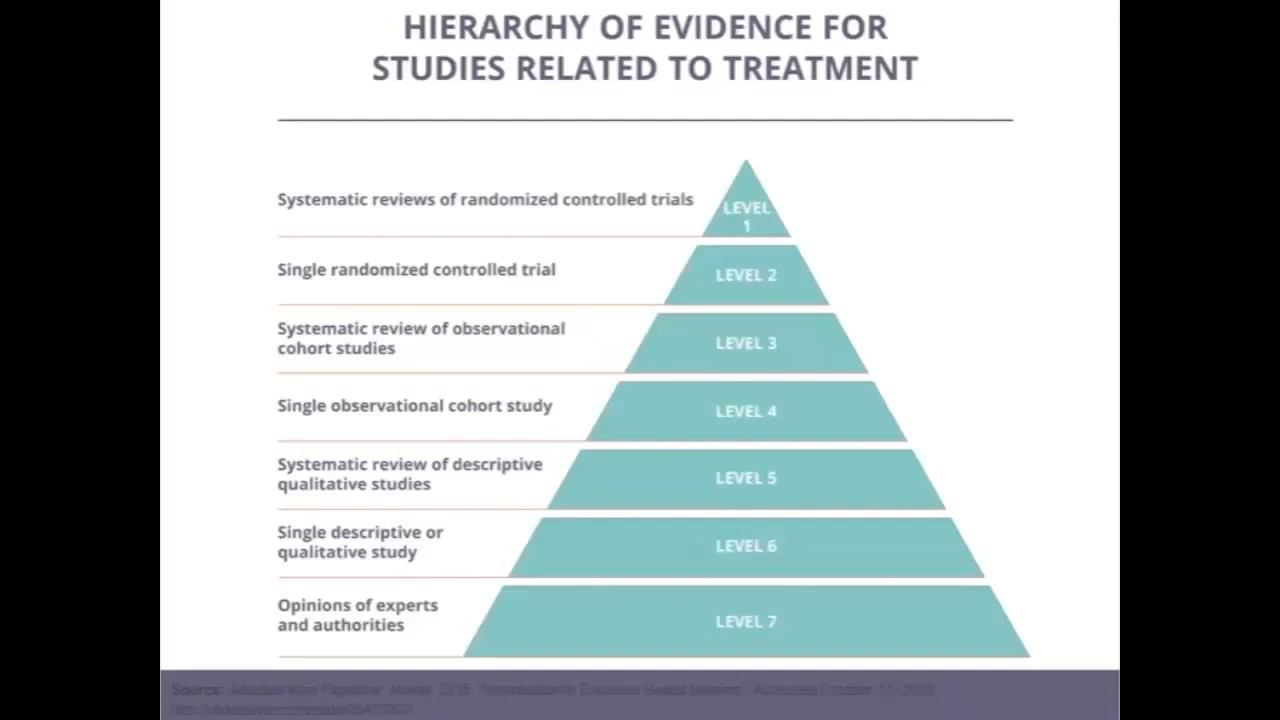 HIERARCHY OF EVIDENCE FOR
STUDIES RELATED TO TREATMENT
Systematic reviews of randomized controlled trials
LEVEL
1
Single randomized controlled trial
LEVEL 2
Systematic review of observational
cohort studies
LEVEL 3
Single observational cohort study
LEVEL 4
Systematic review of descriptive
qualitative studies
LEVEL 5
Single descriptive or
qualitative study
LEVEL 6
Opinions of experts
and authorities
LEVEL 7
Source: Adapted from